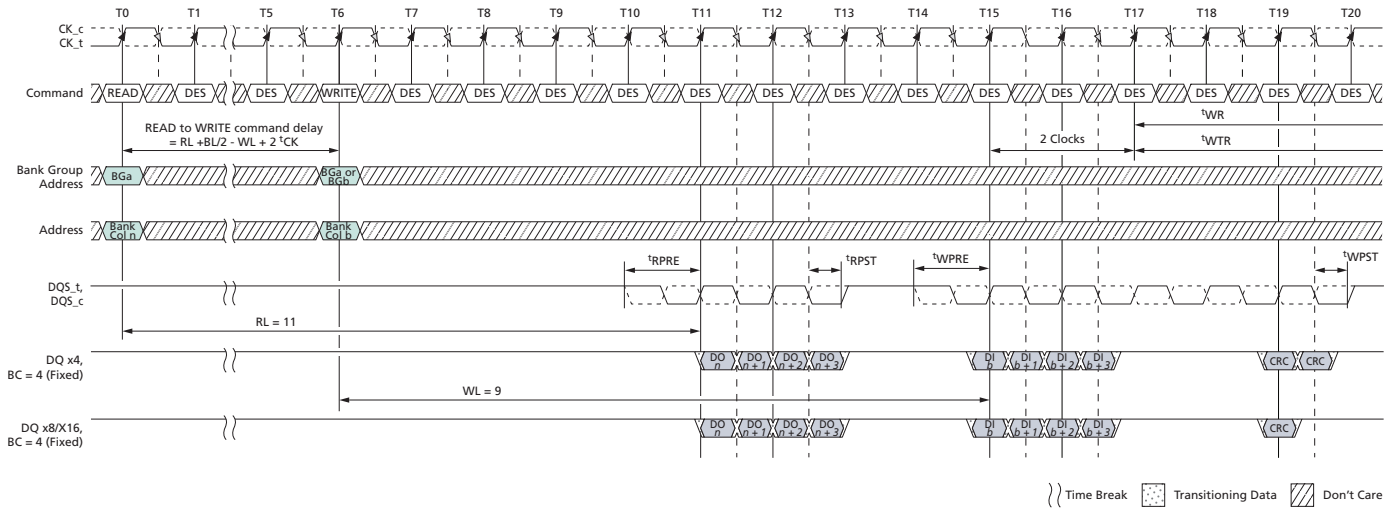 T0 T1 T5 T6 T7 T8 T9 T10 T11 T12 T13 T14 T15 T16 T17 T18 T19 T20
CK_c
CK_t
Command READ DES DES WRITE DES DES DES DES DES DES DES DES DES DES DES DES DES DES
tWR
READ to WRITE command delay
= RL +BL/2 - WL + 2 tCK
2 Clocks tWTR
Bank Group
Address
BGa
BGa or
BGb
Address
Bank
Col n
Bank
Col b
tRPRE tRPST tWPRE tWPST
DQS_t,
DQS_c
RL = 11
DQ x4,
BC = 4 (Fixed)
DO
n
DO
n + 1
DO
n + 2
DO
n + 3
DI
b
DI
b + 1
DI
b + 2
DI
b + 3
CRC CRC
WL = 9
DQ x8/X16,
BC = 4 (Fixed)
DO
n
DO
n + 1
DO
n + 2
DO
n + 3
DI
b
DI
b + 1
DI
b + 2
DI
b + 3
CRC
Time Break Transitioning Data Don't Care